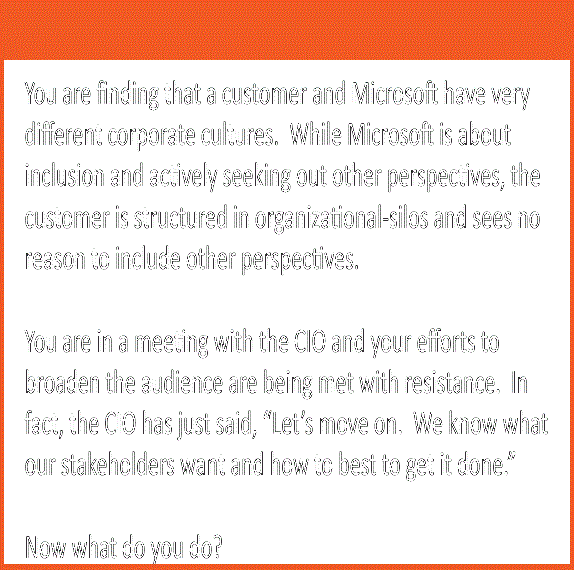 You are finding that a customer and Microsoft have very
different corporate cultures.  While Microsoft is about
inclusion and actively seeking out other perspectives, the
customer is structured in organizational-silos and sees no
reason to include other perspectives.
You are in a meeting with the CIO and your efforts to
broaden the audience are being met with resistance.  In
fact, the CIO has just said, “Let’s move on.  We know what
our stakeholders want and how to best to get it done.”
Now what do you do?